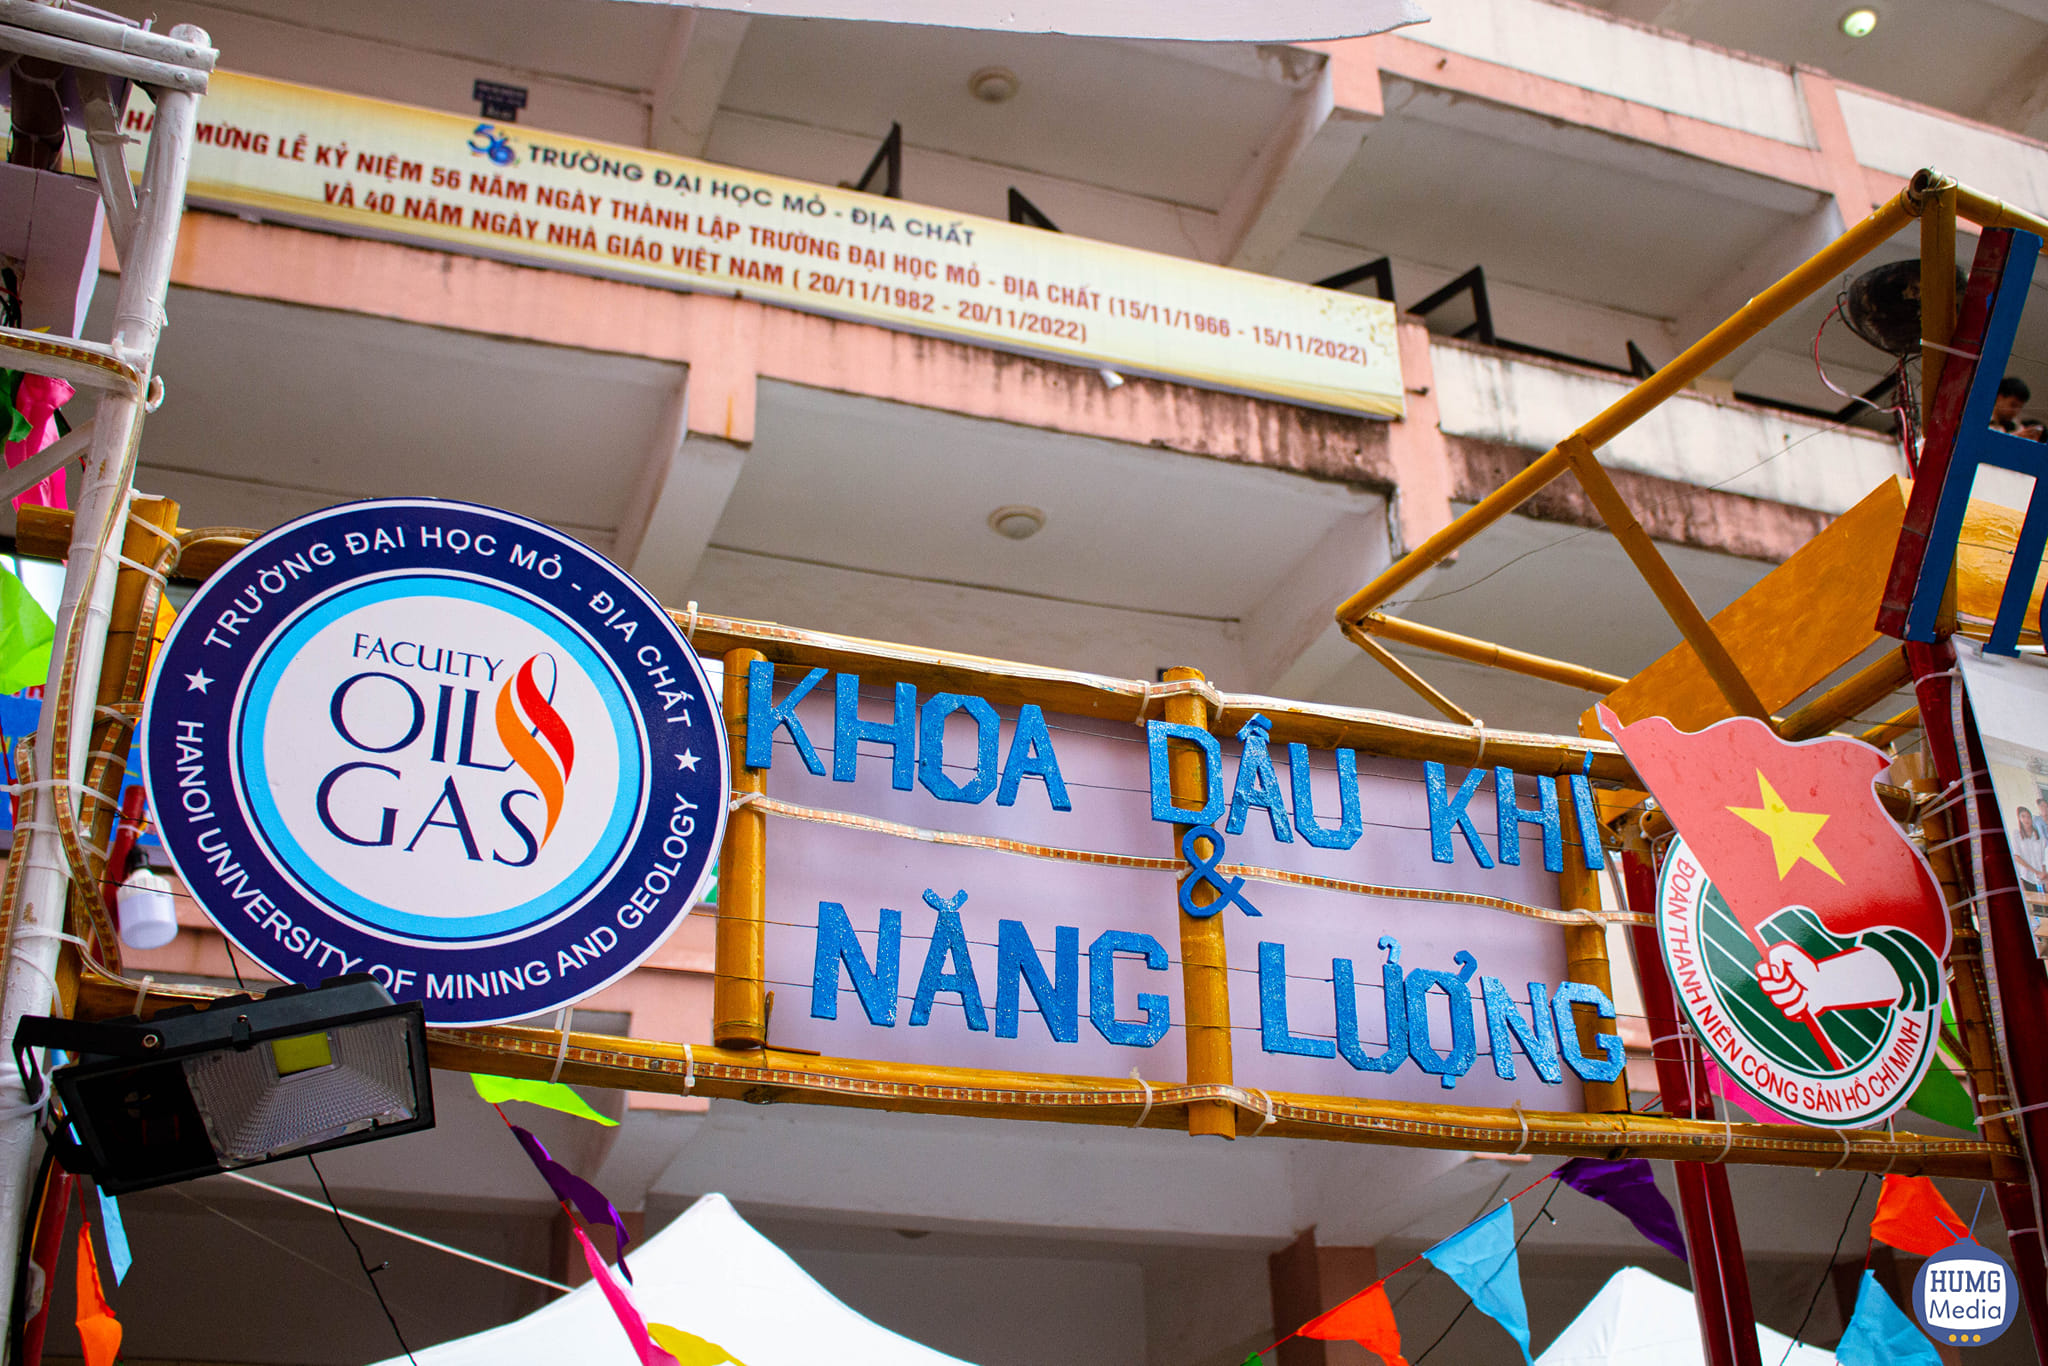 56 TRƯỜNG ĐẠI HỌC MỎ - ĐỊA CHẤT
MỪNG LỄ KỶ NIỆM 56 NĂM NGÀY THÀNH LẬP TRƯỜNG ĐẠI HỌC MỎ - ĐỊA CHẤT (15/11/1966 - 15/11/2022)
VÀ 40 NĂM NGÀY NHÀ GIÁO VIỆT NAM ( 20/11/1982 - 20/11/2022)
TRƯỜNG ĐẠI HỌC MỎ - ĐỊA CHẤT
FACULTY
OIL
GAS
HANOI UNIVERSITY OF MINING AND GEOLOGY
KHOA DẦU KHÍ
&
NĂNG LƯỢNG
ĐOÀN THANH NIÊN CỘNG SẢN HỒ CHÍ MINH
HUMG
Media